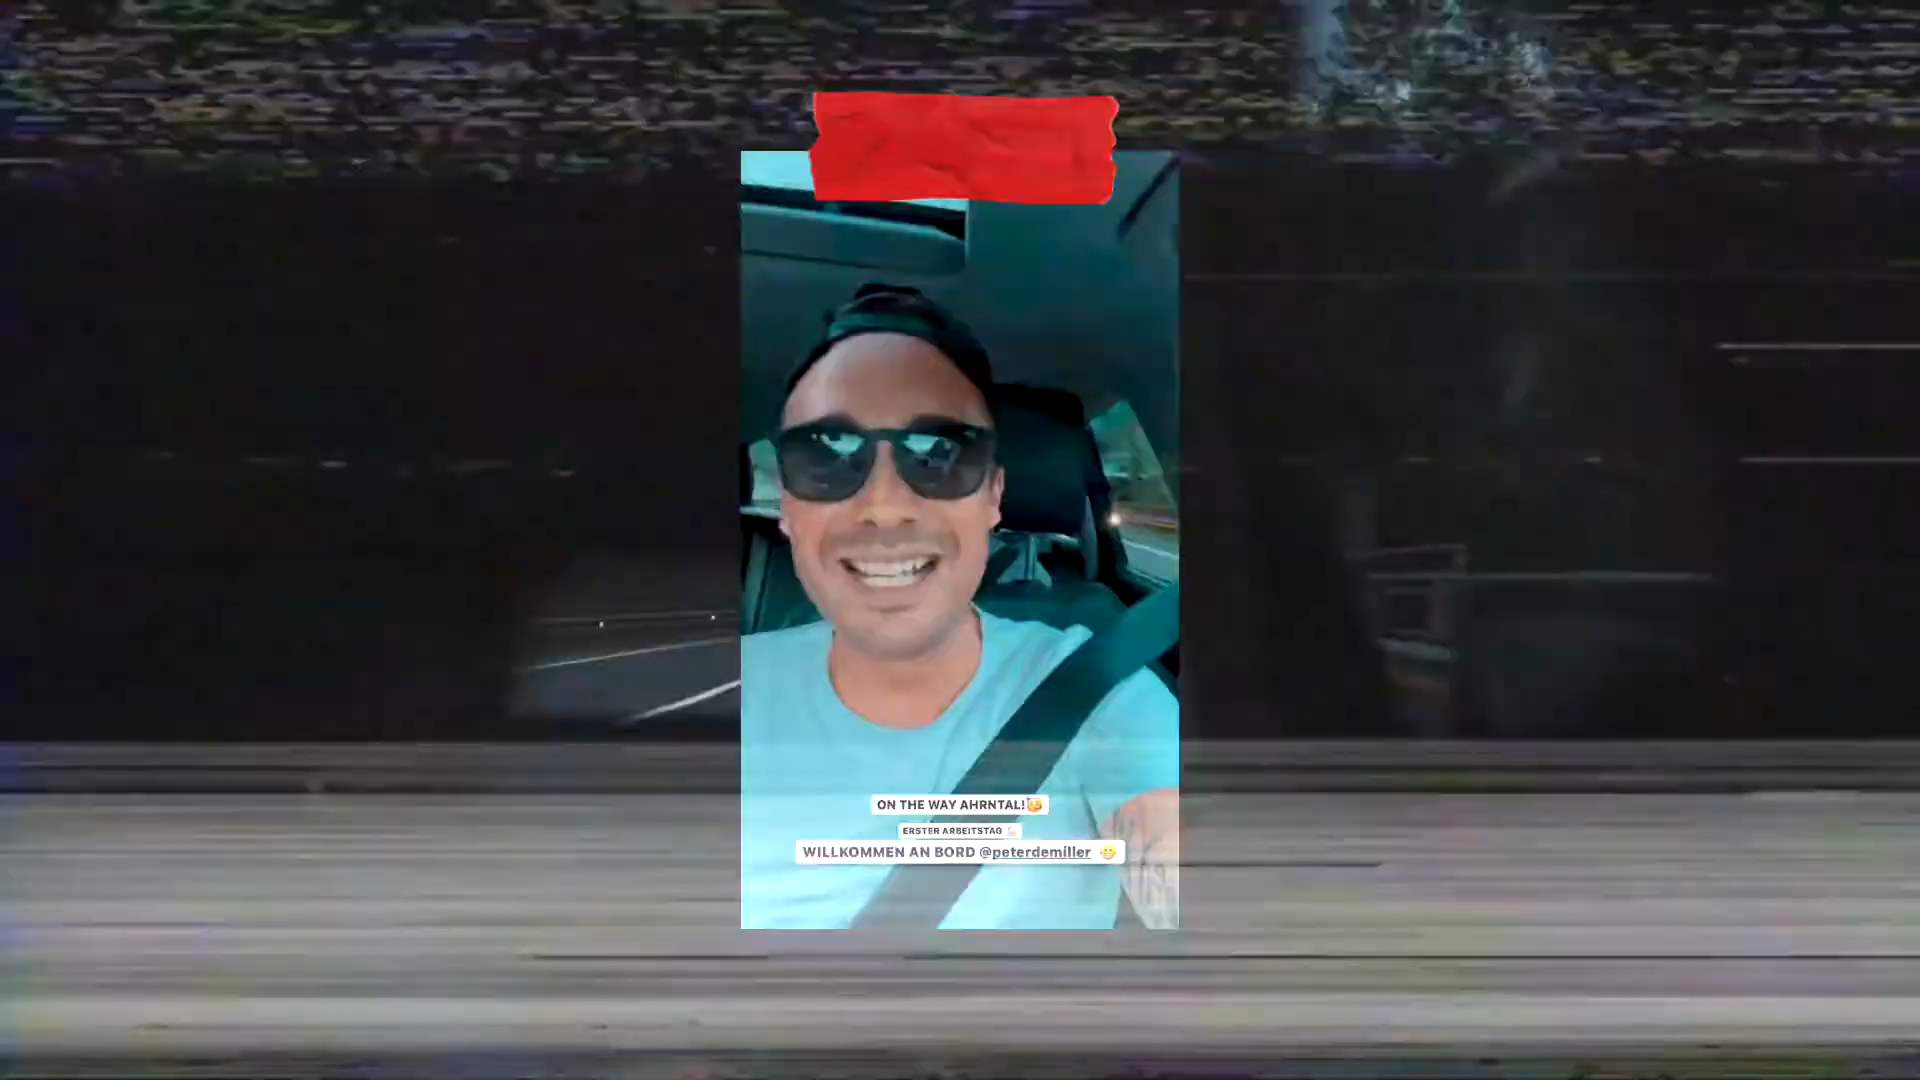 ON THE WAY AHRNTAL!🥳
ERSTER ARBEITSTAG 💪🏻
WILLKOMMEN AN BORD @peterdemiller 😁